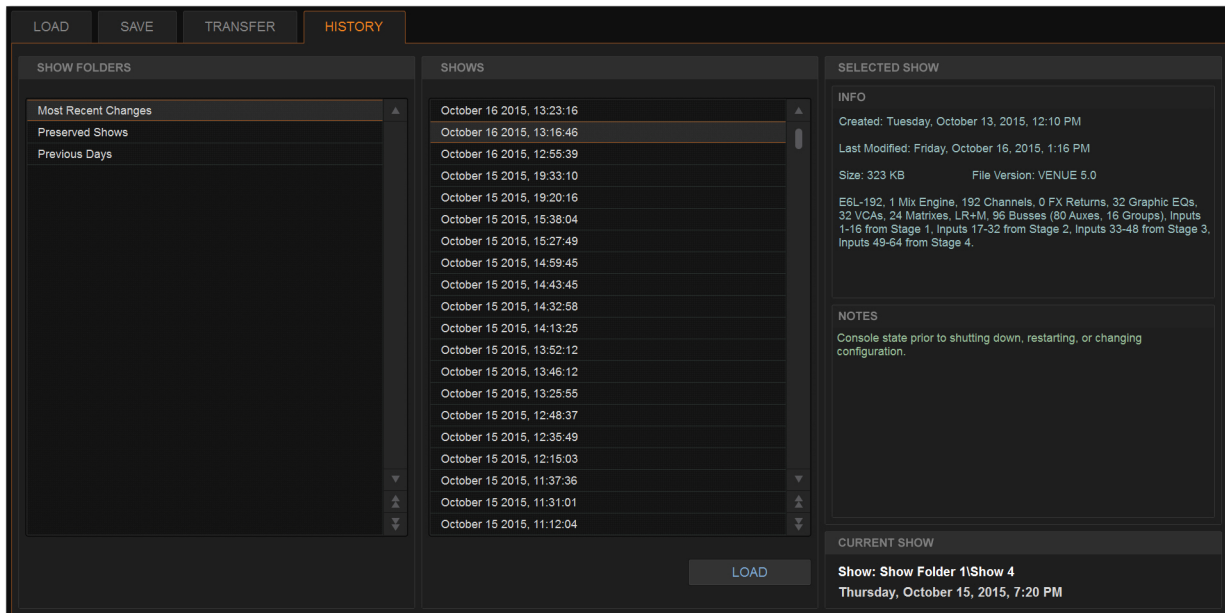 LOAD SAVE TRANSFER HISTORY
SHOW FOLDERS
Most Recent Changes
Preserved Shows
Previous Days
SHOWS
October 16 2015, 13:23:16
October 16 2015, 13:16:46
October 16 2015, 12:55:39
October 15 2015, 19:33:10
October 15 2015, 19:20:16
October 15 2015, 15:38:04
October 15 2015, 15:27:49
October 15 2015, 14:59:45
October 15 2015, 14:43:45
October 15 2015, 14:32:58
October 15 2015, 14:13:25
October 15 2015, 13:52:12
October 15 2015, 13:46:12
October 15 2015, 13:25:55
October 15 2015, 12:48:37
October 15 2015, 12:35:49
October 15 2015, 12:15:03
October 15 2015, 11:37:36
October 15 2015, 11:31:01
October 15 2015, 11:12:04
LOAD
SELECTED SHOW
INFO
Created: Tuesday, October 13, 2015, 12:10 PM
Last Modified: Friday, October 16, 2015, 1:16 PM
Size: 323 KB File Version: VENUE 5.0
E6L-192, 1 Mix Engine, 192 Channels, 0 FX Returns, 32 Graphic EQs,
32 VCAs, 24 Matrixes, LR+M, 96 Busses (80 Auxes, 16 Groups), Inputs
1-16 from Stage 1, Inputs 17-32 from Stage 2, Inputs 33-48 from Stage 3,
Inputs 49-64 from Stage 4.
NOTES
Console state prior to shutting down, restarting, or changing
configuration.
CURRENT SHOW
Show: Show Folder 1\Show 4
Thursday, October 15, 2015, 7:20 PM